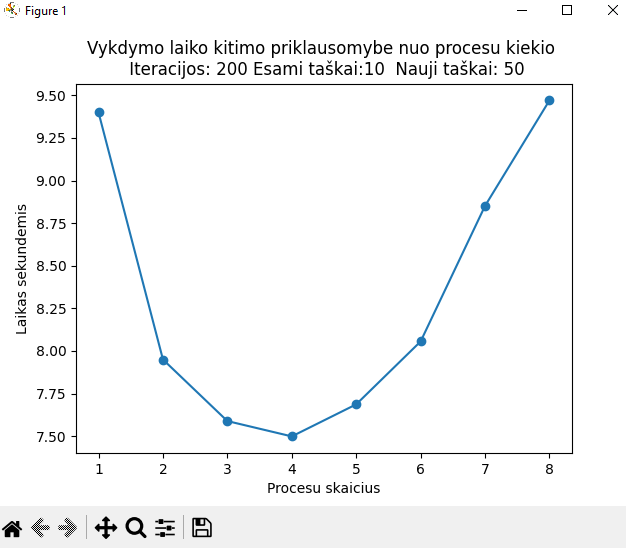 Figure 1
Vykdymo laiko kitimo priklausomybe nuo procesu kiekio
Iteracijos: 200 Esami taškai:10  Nauji taškai: 50
9.50
9.25
9.00
8.75
8.50
8.25
8.00
7.75
7.50
Laikas sekundemis
1 2 3 4 5 6 7 8
Procesu skaicius